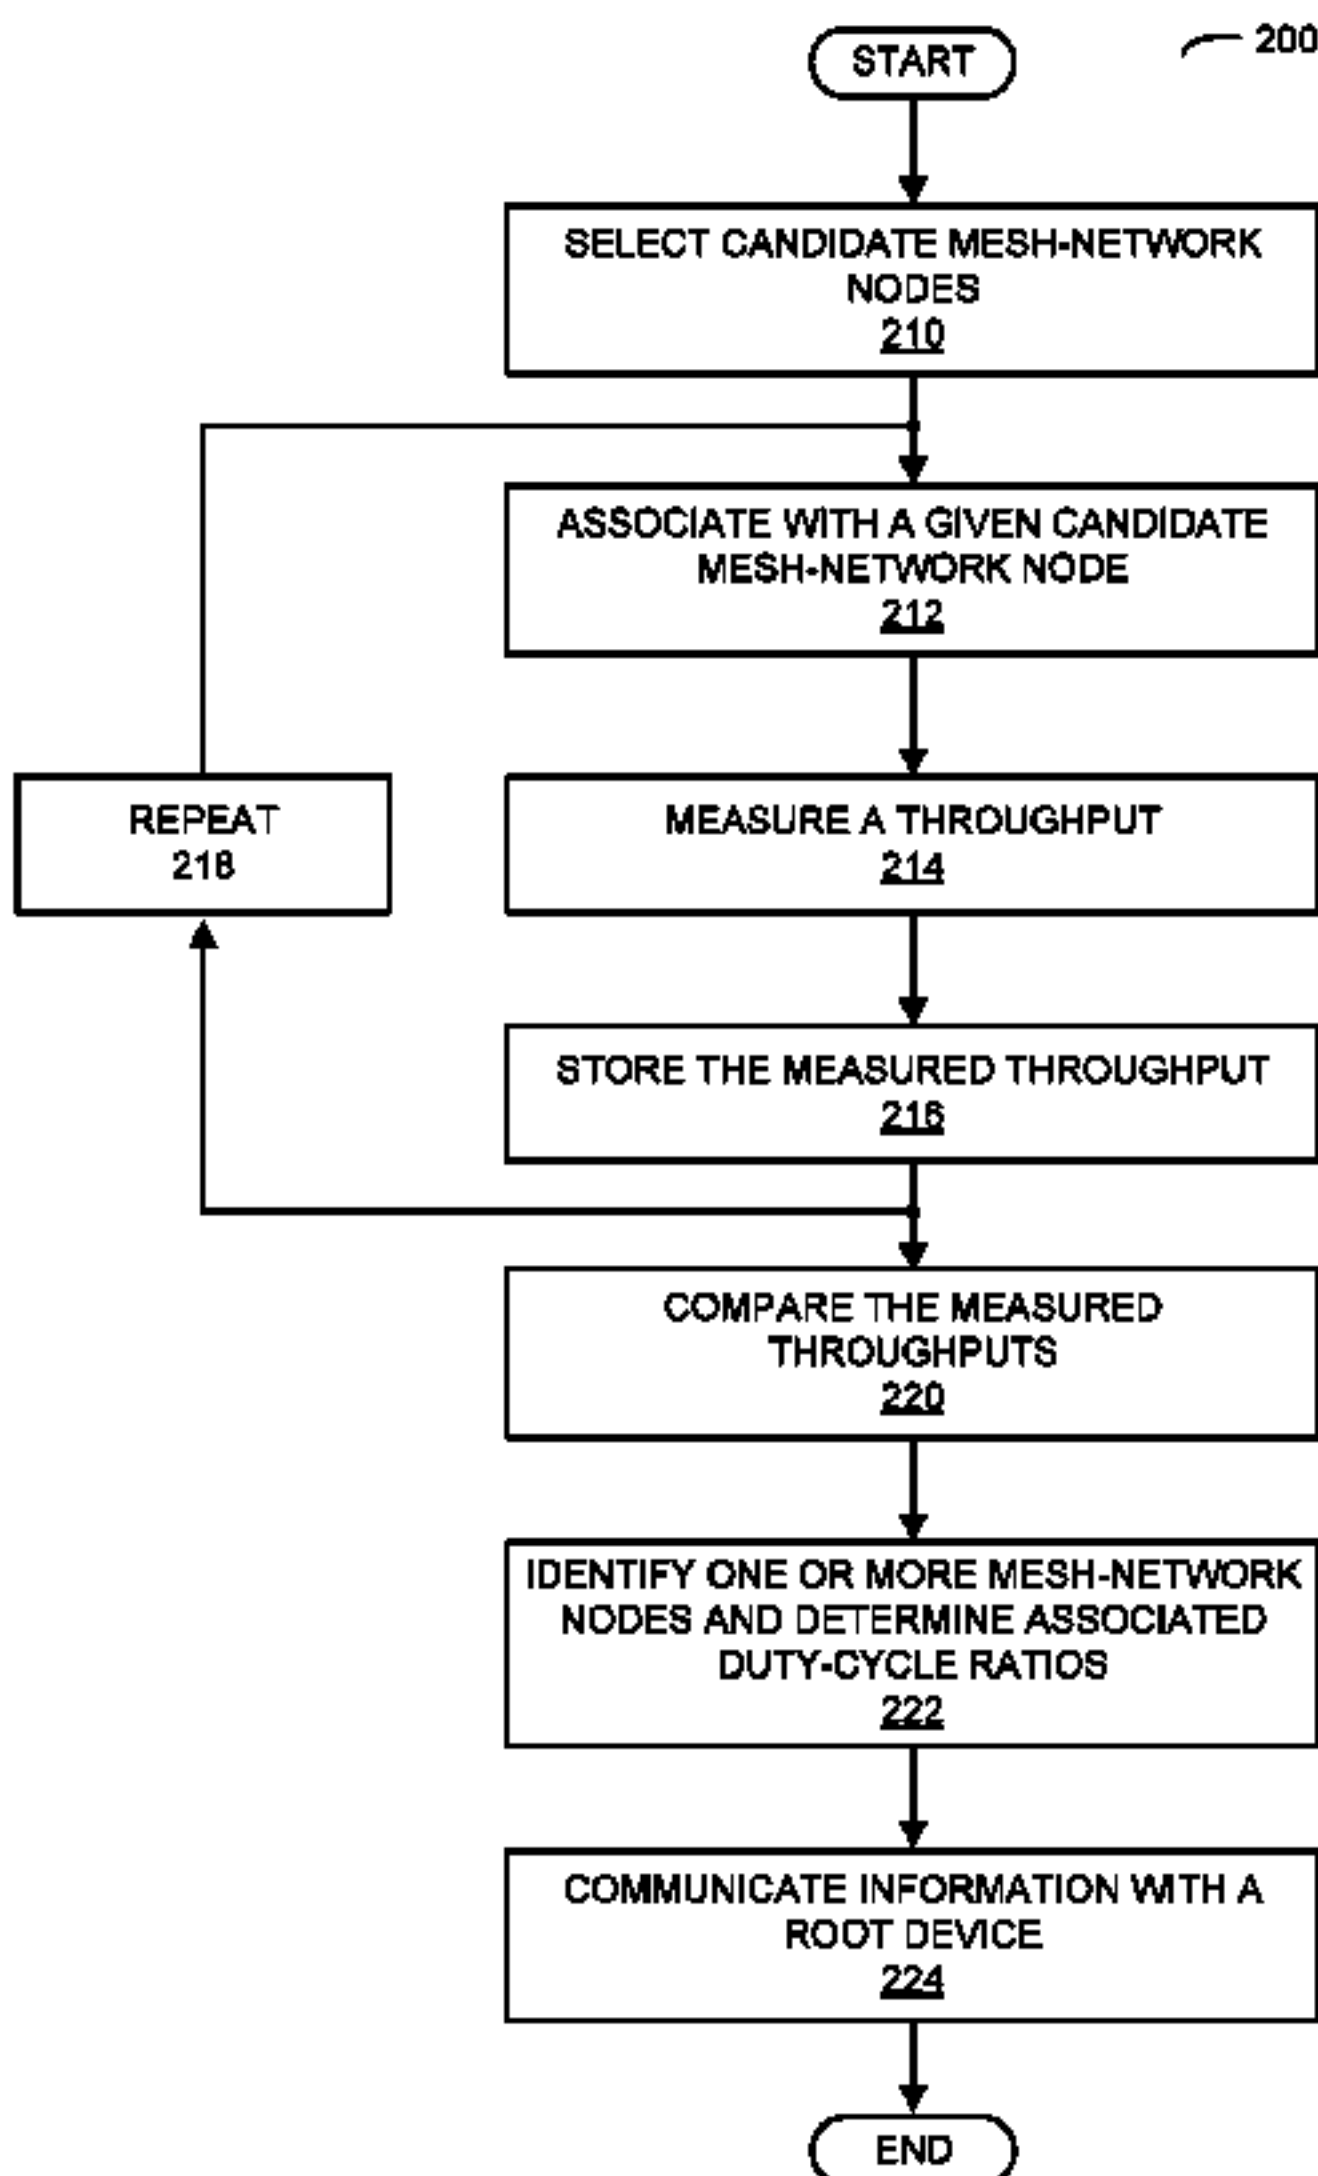 START
200
SELECT CANDIDATE MESH-NETWORK
NODES
210
ASSOCIATE WITH A GIVEN CANDIDATE
MESH-NETWORK NODE
212
REPEAT
218
MEASURE A THROUGHPUT
214
STORE THE MEASURED THROUGHPUT
216
COMPARE THE MEASURED
THROUGHPUTS
220
IDENTIFY ONE OR MORE MESH-NETWORK
NODES AND DETERMINE ASSOCIATED
DUTY-CYCLE RATIOS
222
COMMUNICATE INFORMATION WITH A
ROOT DEVICE
224
END